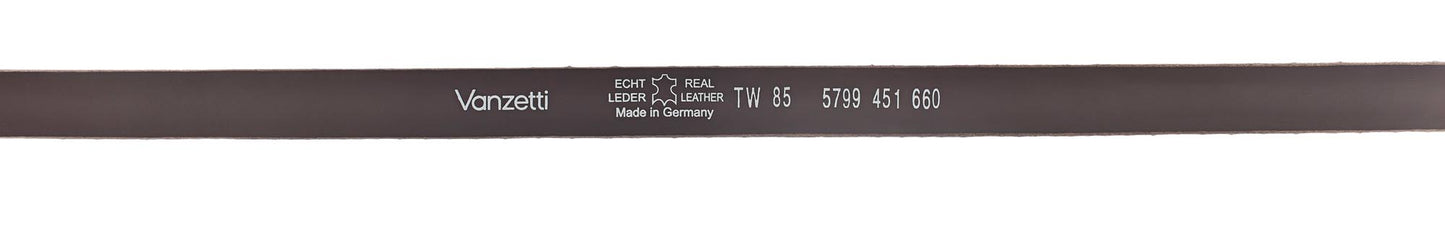 Vanzetti
ECHT REAL
LEDER LEATHER
Made in Germany
TW 85 5799 451 660